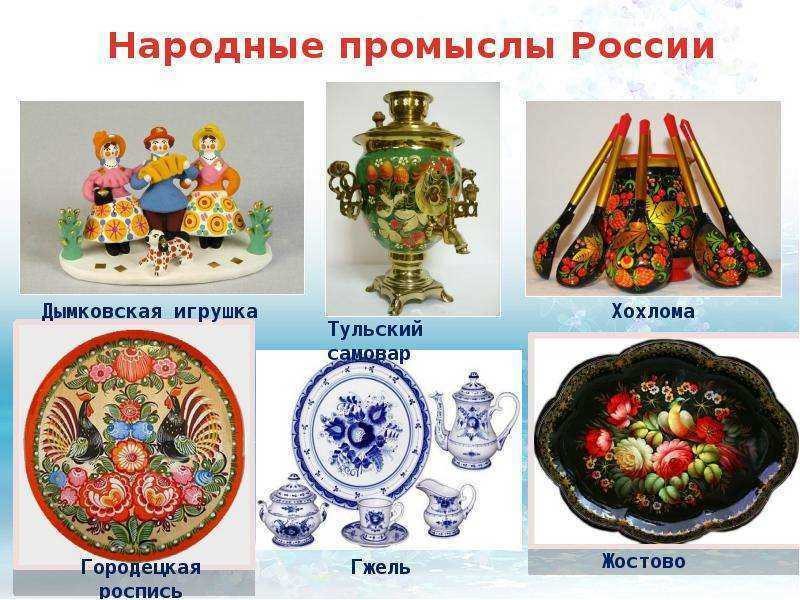 Народные промыслы России
Дымковская игрушка
Тульский
самовар
Хохлома
Городецкая
роспись
Гжель
Жостово